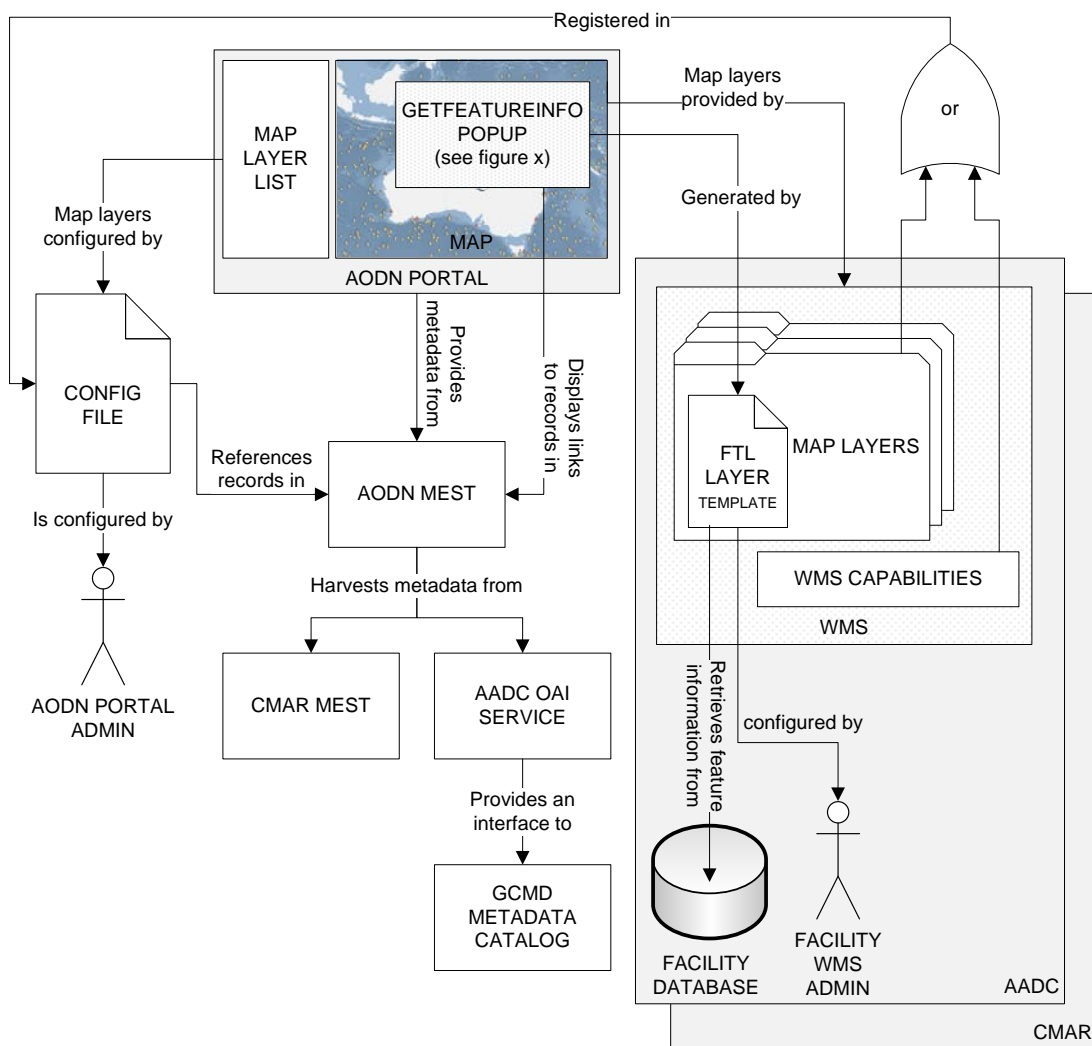 Registered in
MAP
LAYER
LIST
GETFEATUREINFO
POPUP
(see figure x)
MAP
AODN PORTAL
Map layers
provided by
or
Map layers
configured by
Generated by
CONFIG
FILE
Provides
metadata from
Displays links
to records in
References
records in
AODN MEST
FTL
LAYER
TEMPLATE
MAP LAYERS
WMS CAPABILITIES
WMS
Is configured by
AODN PORTAL
ADMIN
Harvests metadata from
CMAR MEST
AADC OAI
SERVICE
Provides an
interface to
GCMD
METADATA
CATALOG
Retrieves feature
information from
configured by
FACILITY
DATABASE
FACILITY
WMS
ADMIN
AADC
CMAR